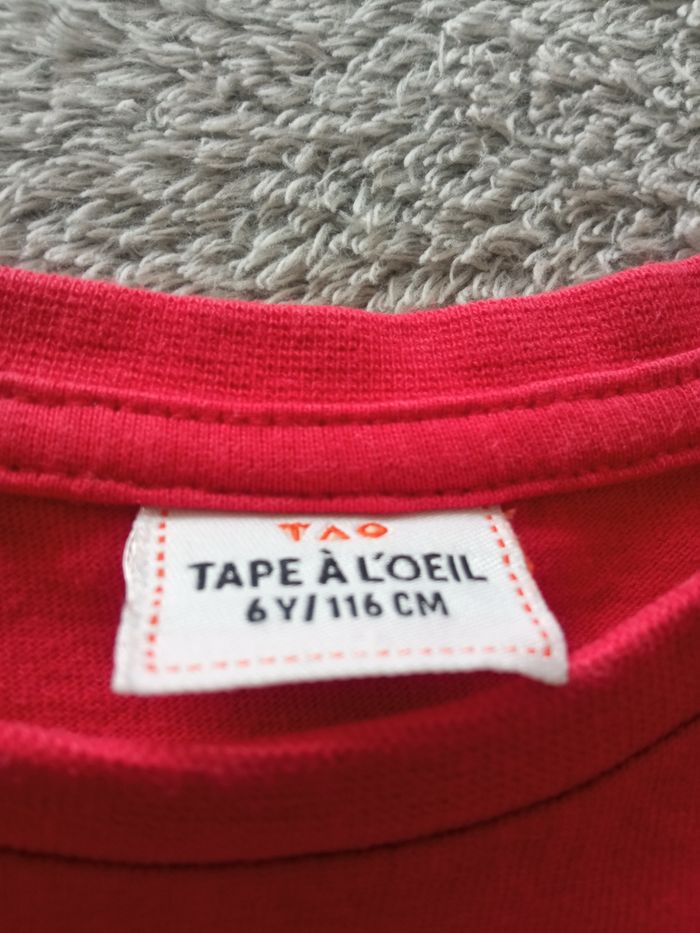 TAO
TAPE À L'OEIL
6 Y/ 116 CM